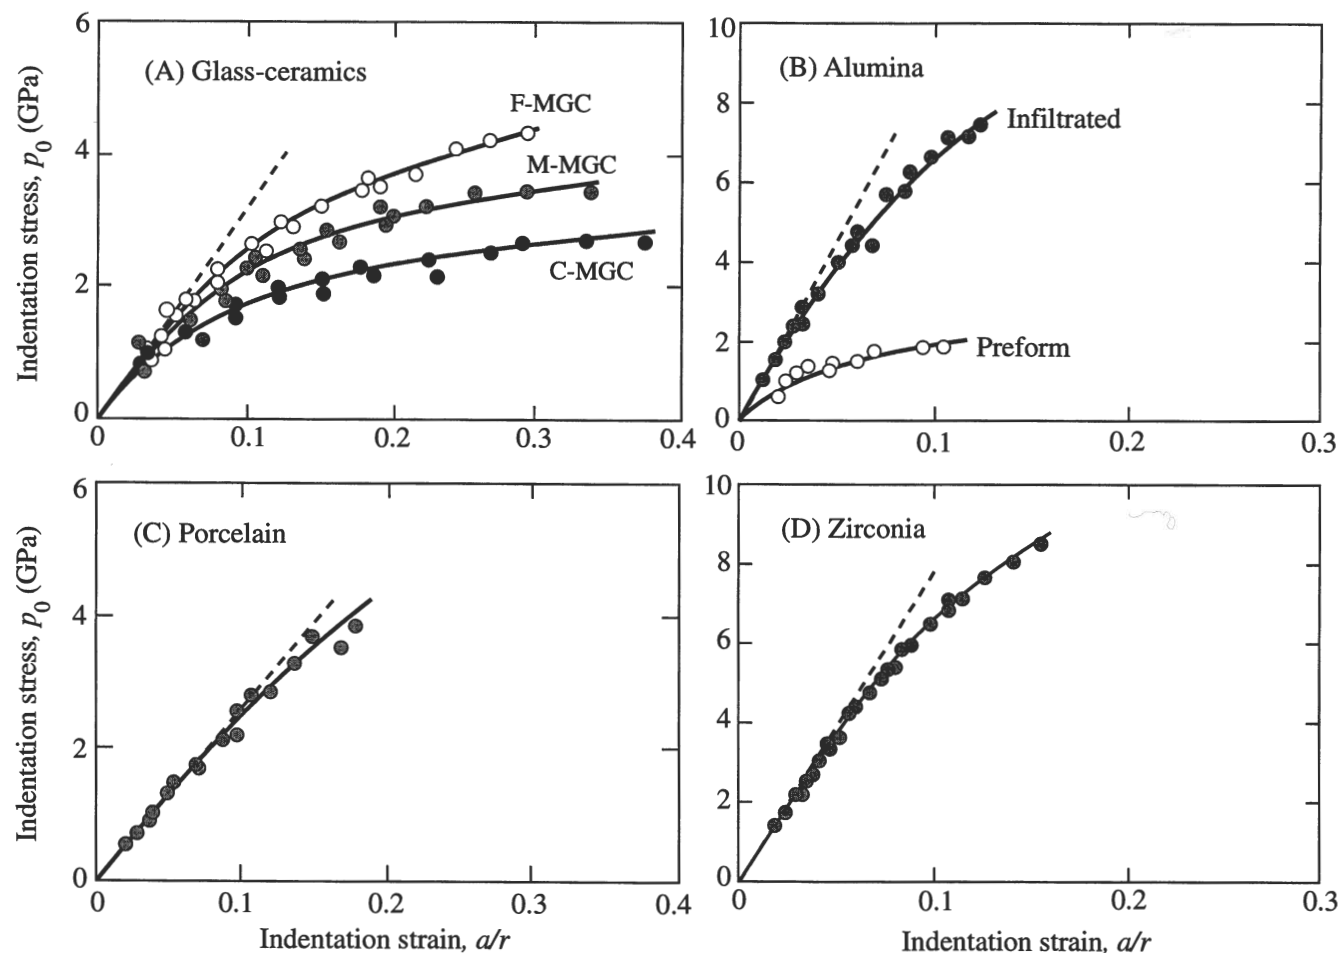 6
(A) Glass-ceramics
F-MGC
4
M-MGC
2
C-MGC
0
0 0.1 0.2 0.3 0.4
Indentation stress, p0 (GPa)
10
(B) Alumina
8
Infiltrated
6
4
2
Preform
0
0 0.1 0.2 0.3
6
(C) Porcelain
4
2
0
0 0.1 0.2 0.3 0.4
Indentation stress, p0 (GPa)
Indentation strain, a/r
10
(D) Zirconia
8
6
4
2
0
0 0.1 0.2 0.3
Indentation strain, a/r